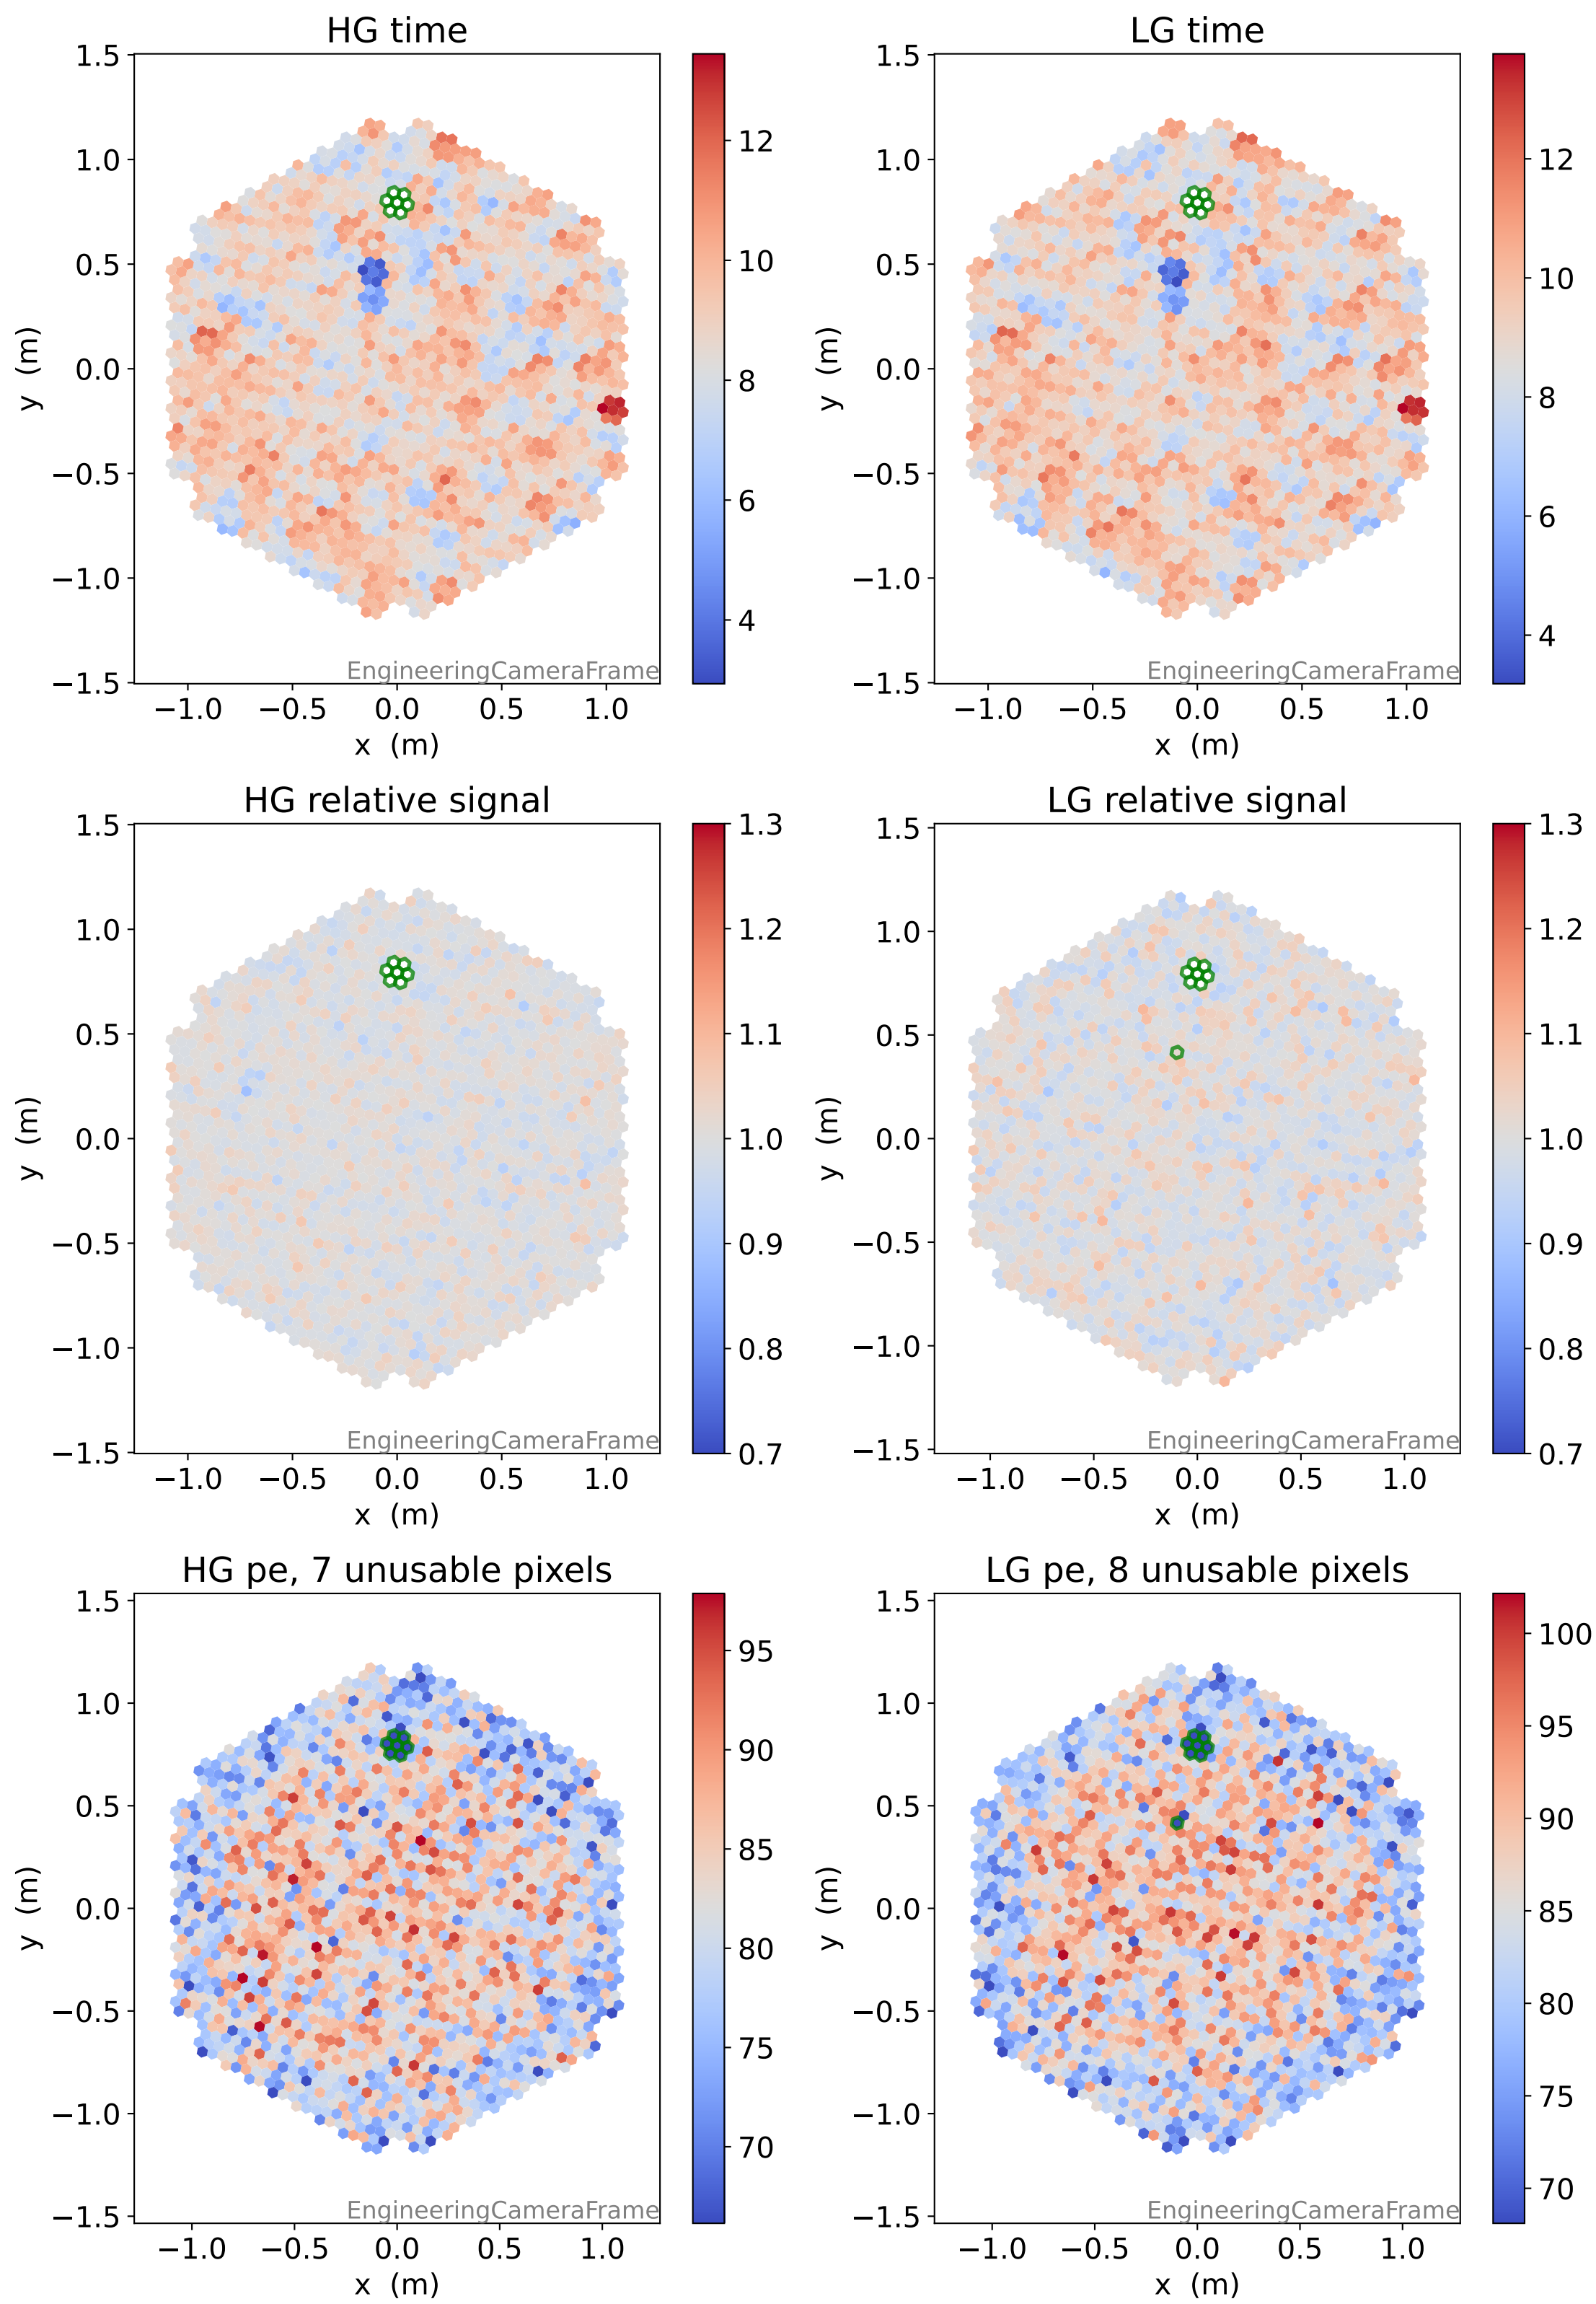 HG time
1.5
1.0
0.5
0.0
−0.5
−1.0
−1.5
y (m)
EngineeringCameraFrame
−1.0 −0.5 0.0 0.5 1.0
x (m)
12
10
8
6
4
LG time
1.5
1.0
0.5
0.0
−0.5
−1.0
−1.5
y (m)
EngineeringCameraFrame
−1.0 −0.5 0.0 0.5 1.0
x (m)
12
10
8
6
4
HG relative signal
1.5
1.0
0.5
0.0
−0.5
−1.0
−1.5
y (m)
EngineeringCameraFrame
−1.0 −0.5 0.0 0.5 1.0
x (m)
1.3
1.2
1.1
1.0
0.9
0.8
0.7
LG relative signal
1.5
1.0
0.5
0.0
−0.5
−1.0
−1.5
y (m)
EngineeringCameraFrame
−1.0 −0.5 0.0 0.5 1.0
x (m)
1.3
1.2
1.1
1.0
0.9
0.8
0.7
HG pe, 7 unusable pixels
1.5
1.0
0.5
0.0
−0.5
−1.0
−1.5
y (m)
EngineeringCameraFrame
−1.0 −0.5 0.0 0.5 1.0
x (m)
95
90
85
80
75
70
LG pe, 8 unusable pixels
1.5
1.0
0.5
0.0
−0.5
−1.0
−1.5
y (m)
EngineeringCameraFrame
−1.0 −0.5 0.0 0.5 1.0
x (m)
100
95
90
85
80
75
70